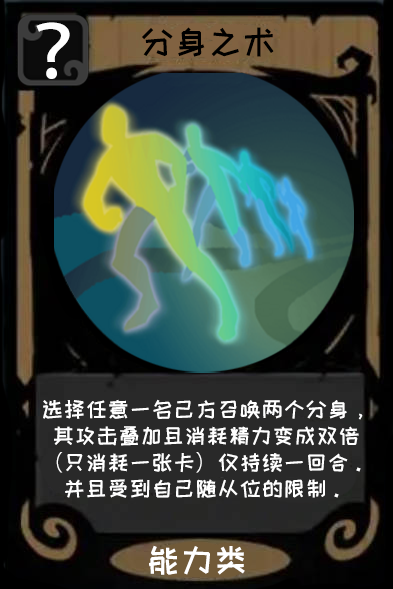 ?
分身之术
选择任意一名己方召唤两个分身，
其攻击叠加且消耗精力变成双倍
（只消耗一张卡）仅持续一回合．
并且受到自己随从位的限制．
能力类